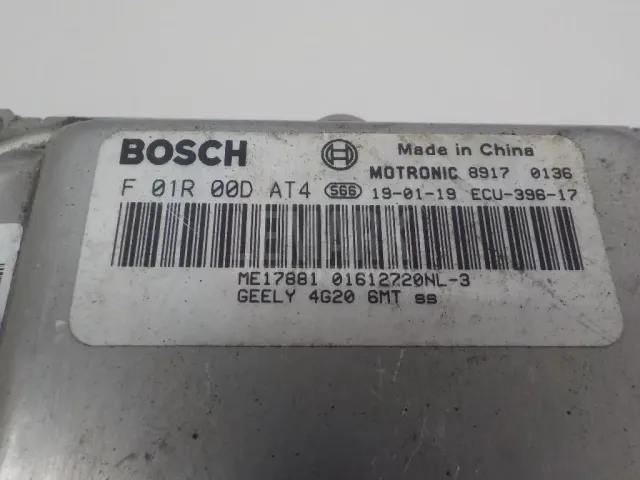 BOSCH
Made in China
MOTRONIC 8917 0136
F 01R 00D AT4 S66 19-01-19 ECU-396-17
ME17881 01612720NL-3
GEELY 4G20 6MT ss